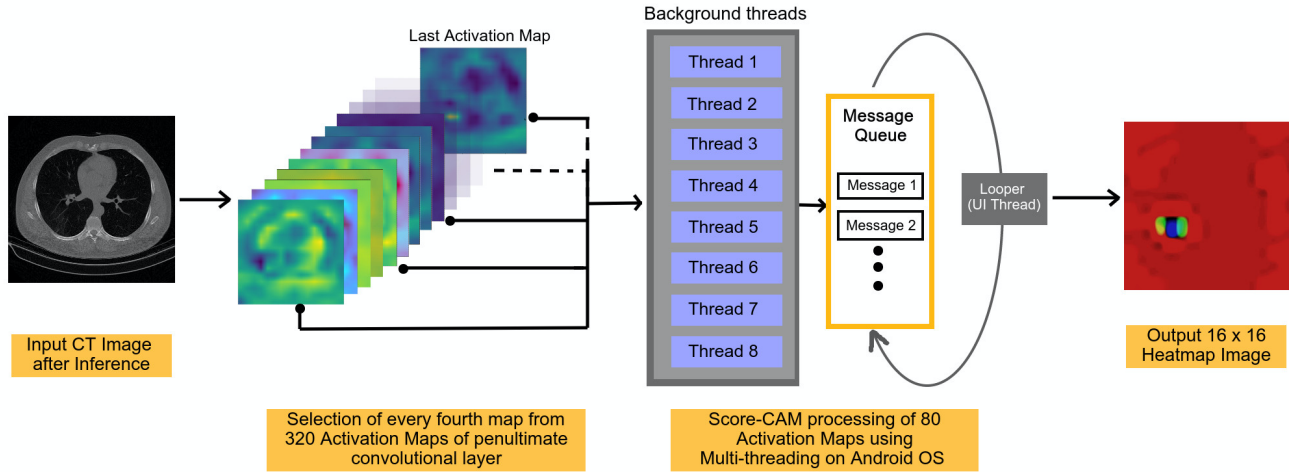 Last Activation Map
Background threads
Thread 1
Thread 2
Thread 3
Thread 4
Thread 5
Thread 6
Thread 7
Thread 8
Message
Queue
Message 1
Message 2
Looper
(UI Thread)
Input CT Image
after Inference
Selection of every fourth map from
320 Activation Maps of penultimate
convolutional layer
Score-CAM processing of 80
Activation Maps using
Multi-threading on Android OS
Output 16 x 16
Heatmap Image